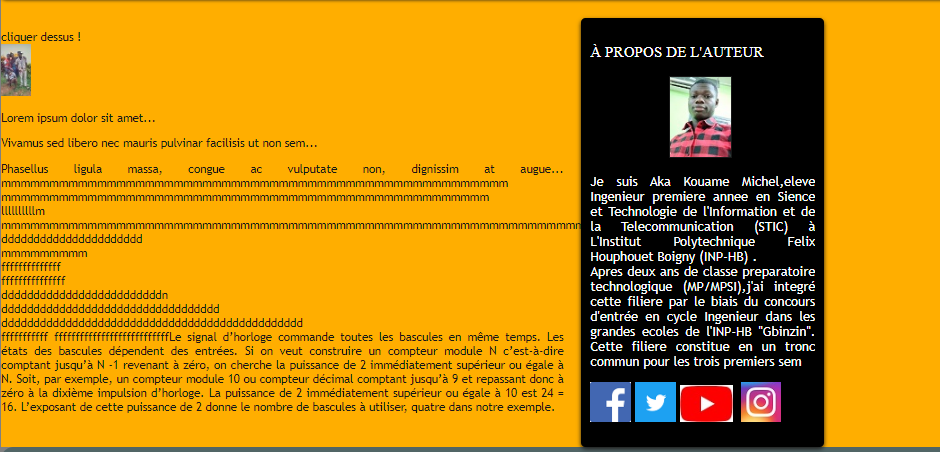 cliquer dessus !
Lorem ipsum dolor sit amet...
Vivamus sed libero nec mauris pulvinar facilisis ut non sem...
Phasellus ligula massa, congue ac vulputate non, dignissim at augue...
mmmmmmmmmmmmmmmmmmmmmmmmmmmmmmmmmmmmmmmmmmmmmmmmmmmmm
mmmmmmmmmmmmmmmmmmmmmmmmmmmmmmmmmmmmmmmmmmmmmmmmmmm
lllllllllm
mmmmmmmmmmmmmmmmmmmmmmmmmmmmmmmmmmmmmmmmmmmmmmmmmmmmmmmmmmmmm
dddddddddddddddddddddd
mmmmmmmmm
ffffffffffffff
fffffffffffffff
dddddddddddddddddddddddddn
dddddddddddddddddddddddddddddddddd
ddddddddddddddddddddddddddddddddddddddddddddddd
fffffffffff fffffffffffffffffffffffffffLe signal d’horloge commande toutes les bascules en même temps. Les
états des bascules dépendent des entrées. Si on veut construire un compteur module N c’est-à-dire
comptant jusqu’à N -1 revenant à zéro, on cherche la puissance de 2 immédiatement supérieur ou égale à
N. Soit, par exemple, un compteur module 10 ou compteur décimal comptant jusqu’à 9 et repassant donc à
zéro à la dixième impulsion d’horloge. La puissance de 2 immédiatement supérieur ou égale à 10 est 24 =
16. L’exposant de cette puissance de 2 donne le nombre de bascules à utiliser, quatre dans notre exemple.
À PROPOS DE L'AUTEUR
Je suis Aka Kouame Michel,eleve
Ingenieur premiere annee en Sience
et Technologie de l'Information et de
la Telecommunication (STIC) à
L'Institut Polytechnique Felix
Houphouet Boigny (INP-HB) .
Apres deux ans de classe preparatoire
technologique (MP/MPSI),j'ai integré
cette filiere par le biais du concours
d'entrée en cycle Ingenieur dans les
grandes ecoles de l'INP-HB "Gbinzin".
Cette filiere constitue en un tronc
commun pour les trois premiers sem